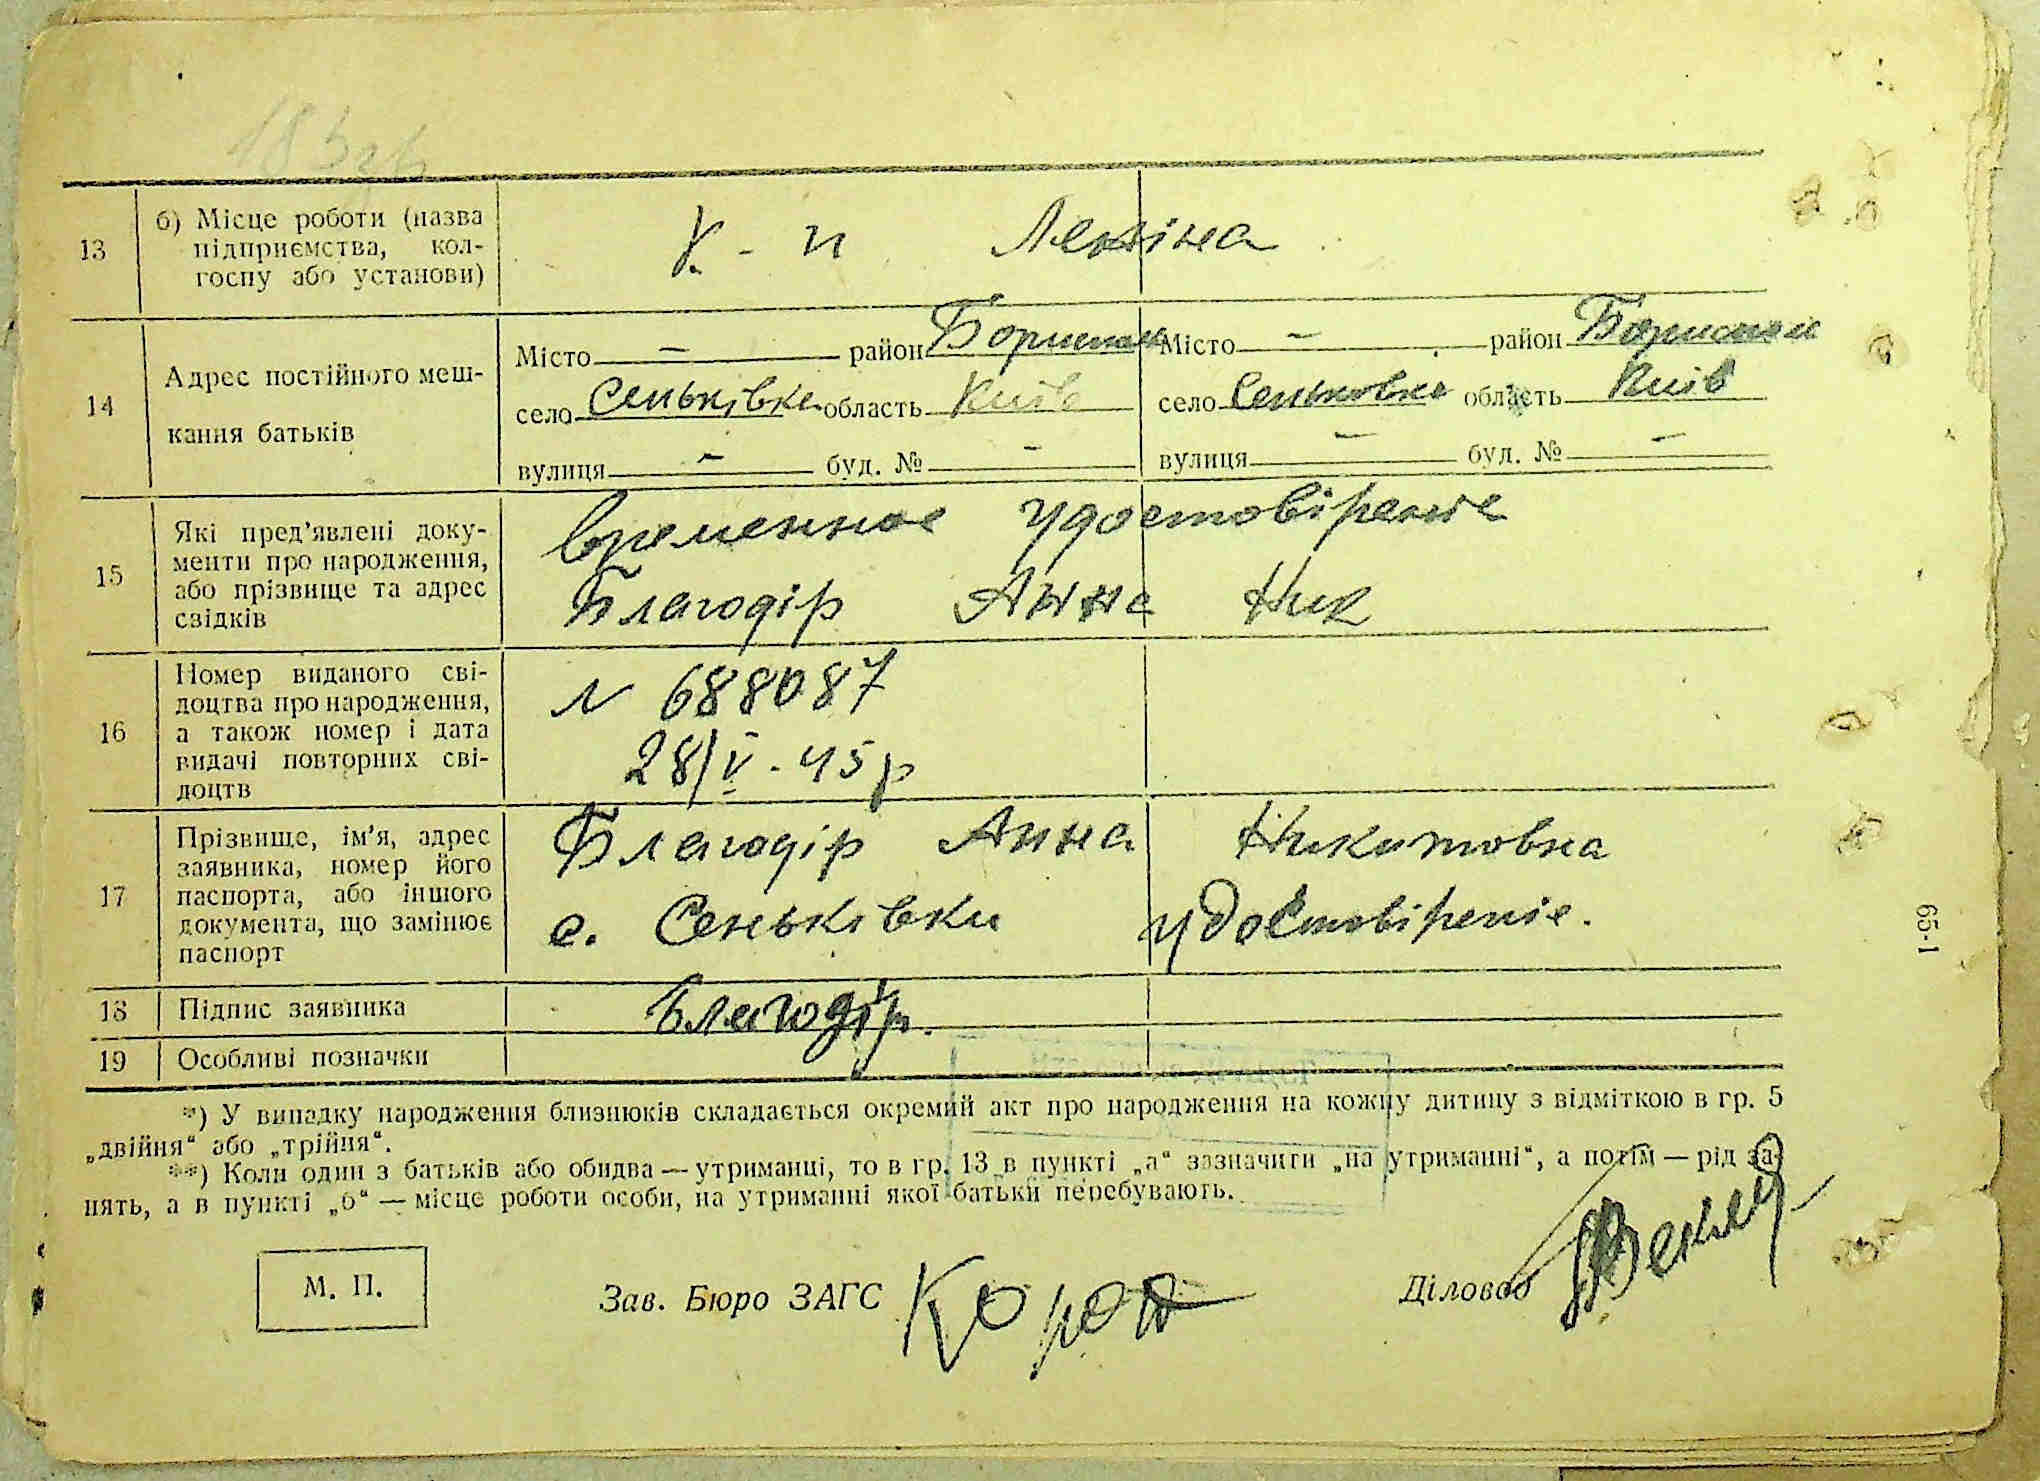 13 б) Місце роботи (назва підприємства, колгоспу або установи) К-п Леніна
14 Адрес постійного мешкання батьків
Місто — район Бориспол Місто — район Бориспол
село Сеньківка область Київ село Сеньковка область Київ
вулиця — буд. № — вулиця — буд. № —
15 Які пред'явлені документи про народження, або прізвище та адрес свідків
временное удостовірение
Благодір Анна Ник
16 Номер виданого свідоцтва про народження, а також номер і дата видачі повторних свідоцтв
N 688087
28/V - 45 р
17 Прізвище, ім'я, адрес заявника, номер його паспорта, або іншого документа, що замінює паспорт
Благодір Анна Никитовна
с. Сеньківки удостовіреніе.
18 Підпис заявника Благодір.
19 Особливі позначки
65-1
*) У випадку народження близнюків складається окремий акт про народження на кожну дитину з відміткою в гр. 5
„двійня“ або „трійня“.
**) Коли один з батьків або обидва — утриманці, то в гр. 13 в пункті „а“ зазначити „на утриманні“, а потім — рід за-
нять, а в пункті „б“ — місце роботи особи, на утриманні якої батьки перебувають.
М. П. Зав. Бюро ЗАГС Корот Діловод